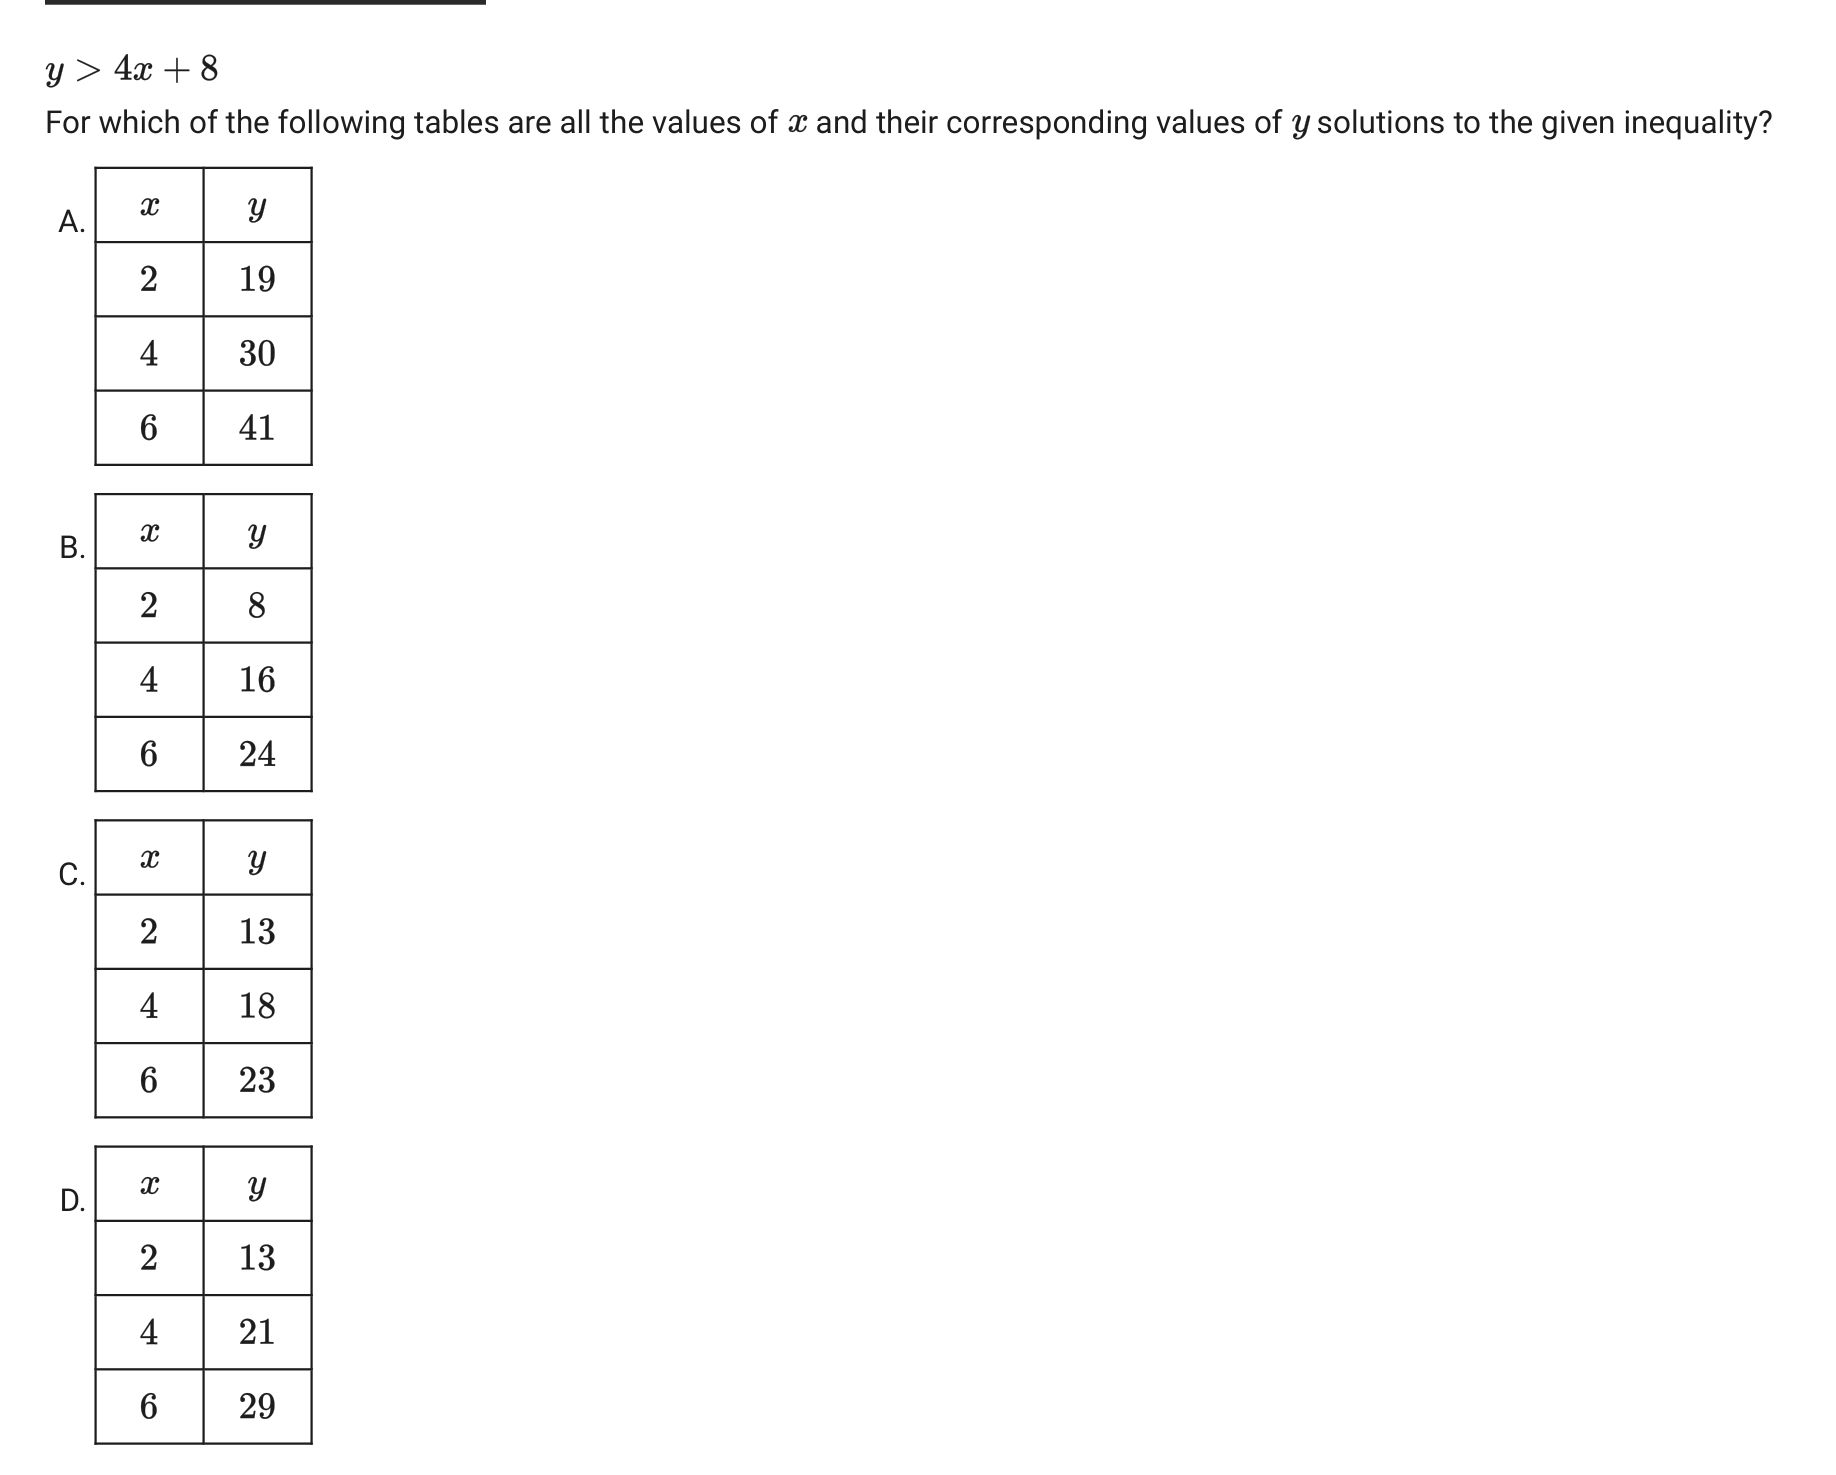 y > 4x + 8
For which of the following tables are all the values of x and their corresponding values of y solutions to the given inequality?
A.
x y
2 19
4 30
6 41
B.
x y
2 8
4 16
6 24
C.
x y
2 13
4 18
6 23
D.
x y
2 13
4 21
6 29